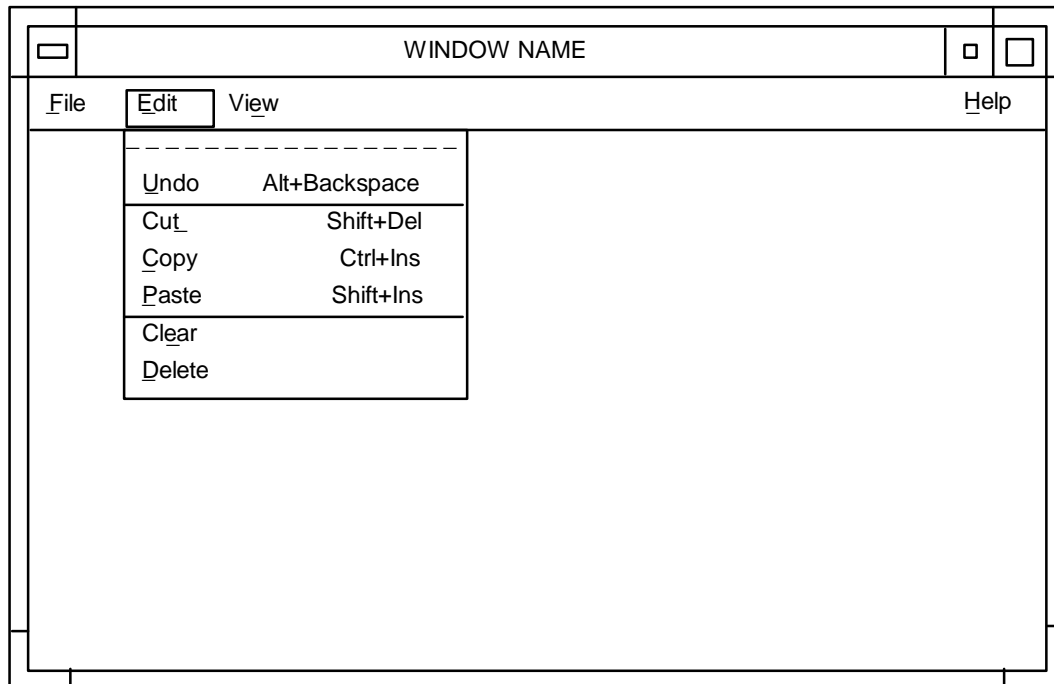 WINDOW NAME
File Edit View Help
Undo Alt+Backspace
Cut Shift+Del
Copy Ctrl+Ins
Paste Shift+Ins
Clear
Delete